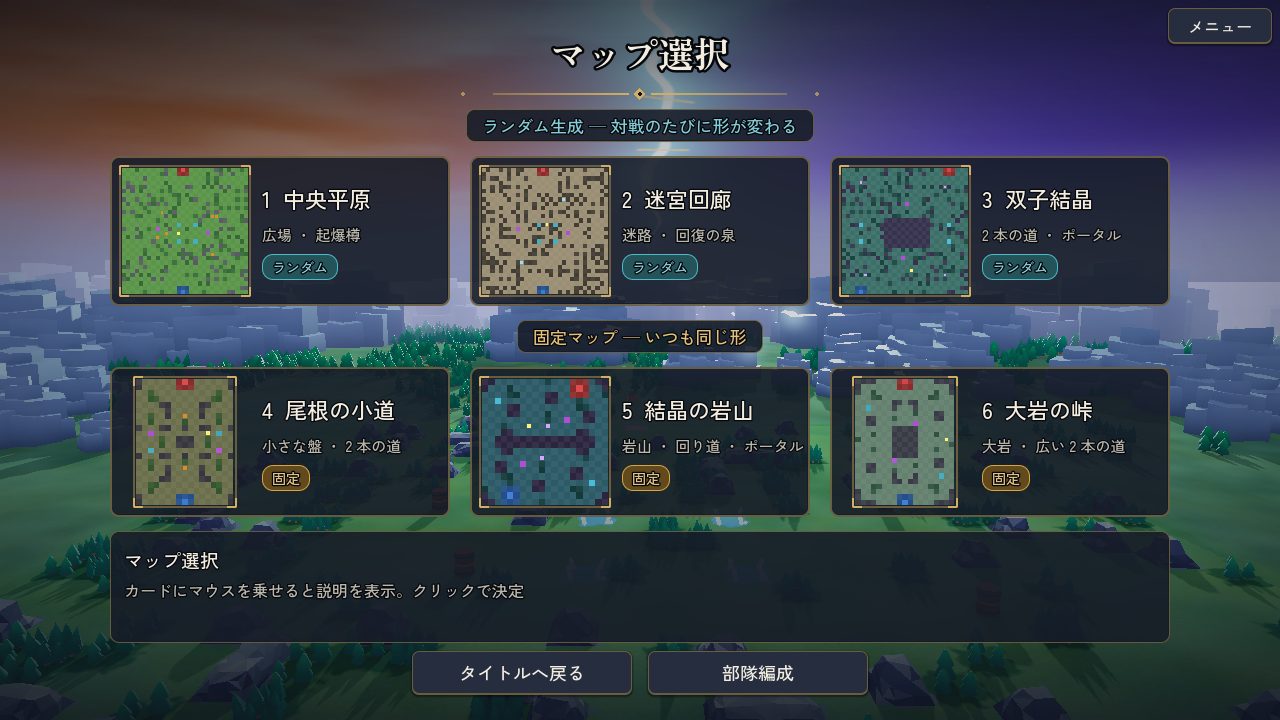 メニュー
マップ選択
ランダム生成 — 対戦のたびに形が変わる
1 中央平原
広場 ・ 起爆樽
ランダム
2 迷宮回廊
迷路 ・ 回復の泉
ランダム
3 双子結晶
2 本の道 ・ ポータル
ランダム
固定マップ — いつも同じ形
4 尾根の小道
小さな盤 ・ 2 本の道
固定
5 結晶の岩山
岩山 ・ 回り道 ・ ポータル
固定
6 大岩の峠
大岩 ・ 広い 2 本の道
固定
マップ選択
カードにマウスを乗せると説明を表示。クリックで決定
タイトルへ戻る
部隊編成